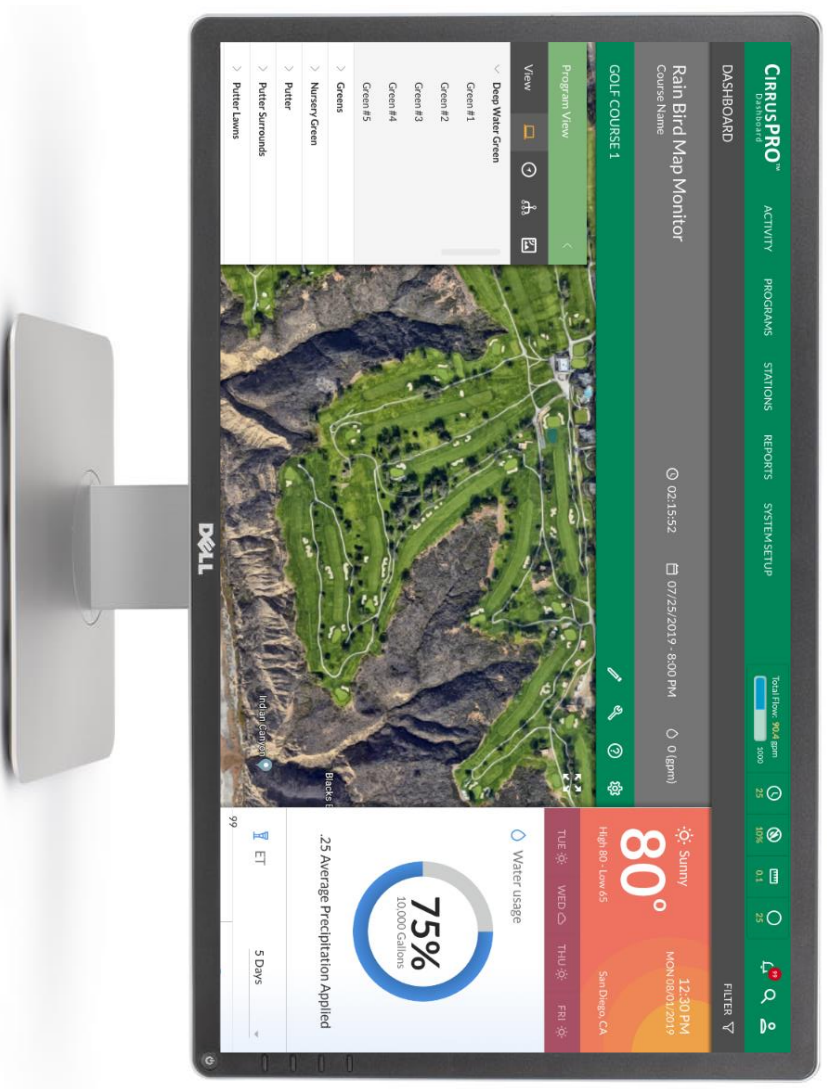 CIRRUSPRO™
Dashboard
ACTIVITY
PROGRAMS
STATIONS
REPORTS
SYSTEM SETUP
Total Flow: 90.4 gpm
1000
25
10%
0.1
25
DASHBOARD
FILTER
Rain Bird Map Monitor
Course Name
02:15:52
07/25/2019 - 8:00 PM
0 (gpm)
GOLF COURSE 1
Program View
View
Deep Water Green
Green #1
Green #2
Green #3
Green #4
Green #5
Greens
Nursery Green
Putter
Putter Surrounds
Putter Lawns
Indian Canyon
Blacks
Sunny
80°
High 80 - Low 65
12:30 PM
MON 08/01/2019
San Diego, CA
TUE
WED
THU
FRI
Water usage
75%
10,000 Gallons
.25 Average Precipitation Applied
ET
5 Days
99
DELL